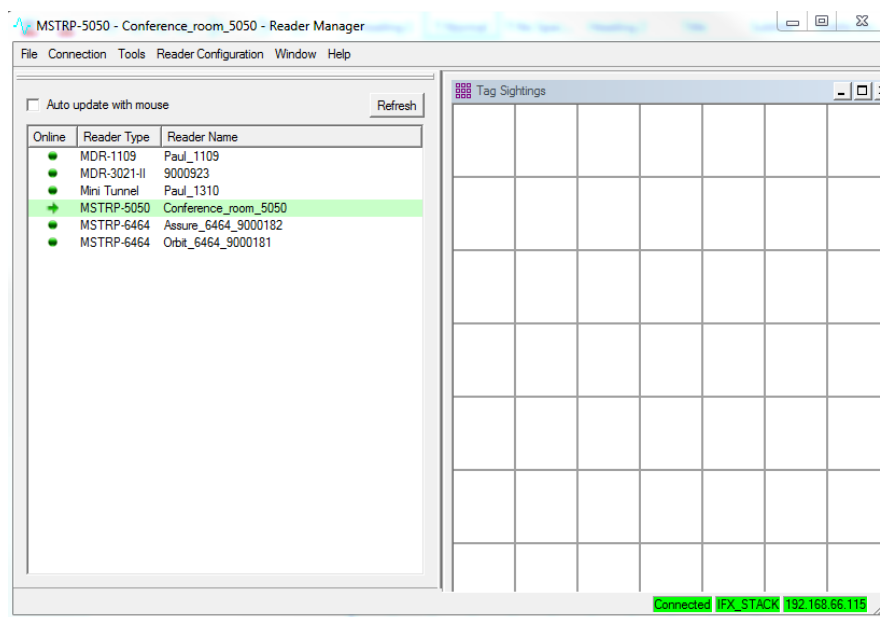 MSTRP-5050 - Conference_room_5050 - Reader Manager
File Connection Tools Reader Configuration Window Help
Auto update with mouse
Refresh
Online Reader Type Reader Name
MDR-1109 Paul_1109
MDR-3021-II 9000923
Mini Tunnel Paul_1310
MSTRP-5050 Conference_room_5050
MSTRP-6464 Assure_6464_9000182
MSTRP-6464 Orbit_6464_9000181
Tag Sightings
Connected IFX_STACK 192.168.66.115